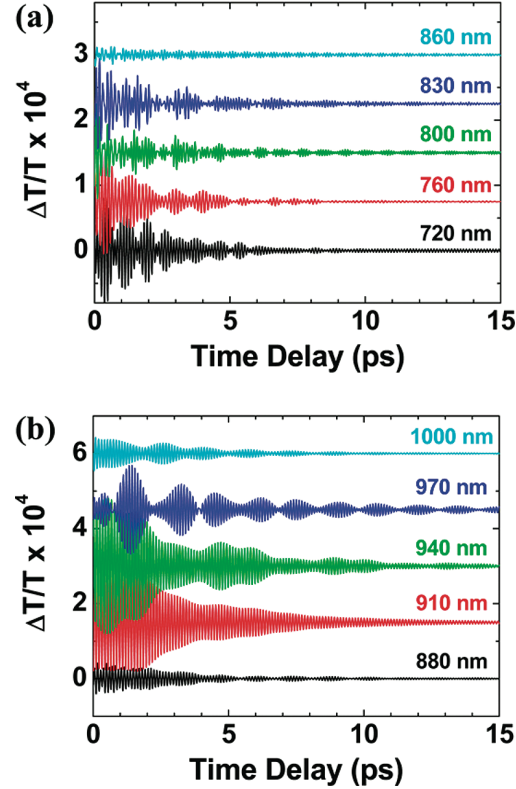 (a)
ΔT/T x 10⁴
3
2
1
0
860 nm
830 nm
800 nm
760 nm
720 nm
0 5 10 15
Time Delay (ps)
(b)
ΔT/T x 10⁴
6
4
2
0
1000 nm
970 nm
940 nm
910 nm
880 nm
0 5 10 15
Time Delay (ps)